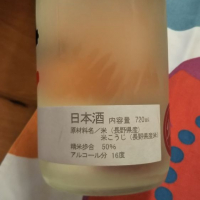 日本酒 内容量 720ml
原材料名／米（長野県産）
米こうじ（長野県産米）
精米歩合 50％
アルコール分 16度